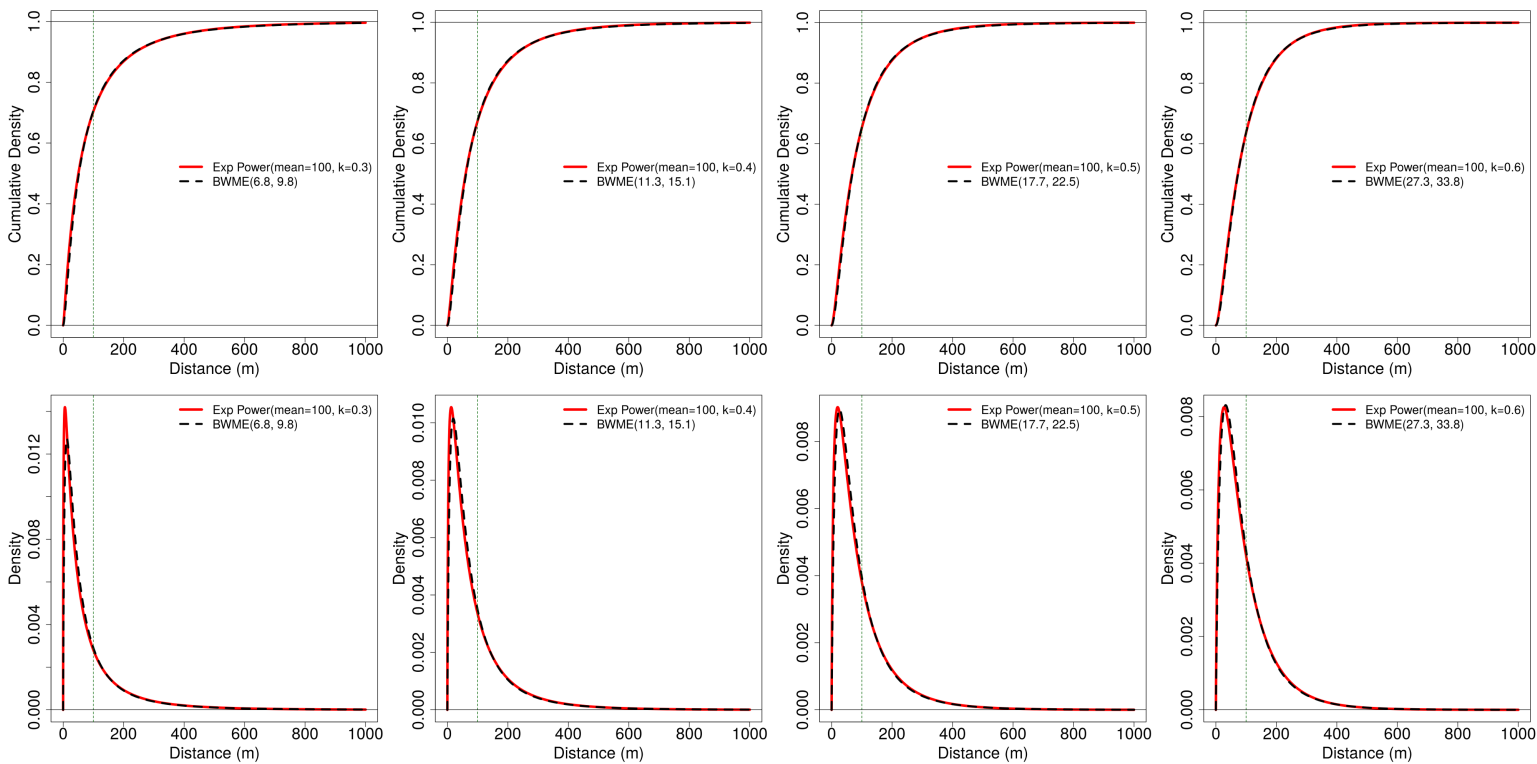 Cumulative Density
0.0 0.2 0.4 0.6 0.8 1.0
Exp Power(mean=100, k=0.3)
BWME(6.8, 9.8)
0 200 400 600 800 1000
Distance (m)
Cumulative Density
0.0 0.2 0.4 0.6 0.8 1.0
Exp Power(mean=100, k=0.4)
BWME(11.3, 15.1)
0 200 400 600 800 1000
Distance (m)
Cumulative Density
0.0 0.2 0.4 0.6 0.8 1.0
Exp Power(mean=100, k=0.5)
BWME(17.7, 22.5)
0 200 400 600 800 1000
Distance (m)
Cumulative Density
0.0 0.2 0.4 0.6 0.8 1.0
Exp Power(mean=100, k=0.6)
BWME(27.3, 33.8)
0 200 400 600 800 1000
Distance (m)
Density
0.000 0.004 0.008 0.012
Exp Power(mean=100, k=0.3)
BWME(6.8, 9.8)
0 200 400 600 800 1000
Distance (m)
Density
0.000 0.002 0.004 0.006 0.008 0.010
Exp Power(mean=100, k=0.4)
BWME(11.3, 15.1)
0 200 400 600 800 1000
Distance (m)
Density
0.000 0.002 0.004 0.006 0.008
Exp Power(mean=100, k=0.5)
BWME(17.7, 22.5)
0 200 400 600 800 1000
Distance (m)
Density
0.000 0.002 0.004 0.006 0.008
Exp Power(mean=100, k=0.6)
BWME(27.3, 33.8)
0 200 400 600 800 1000
Distance (m)